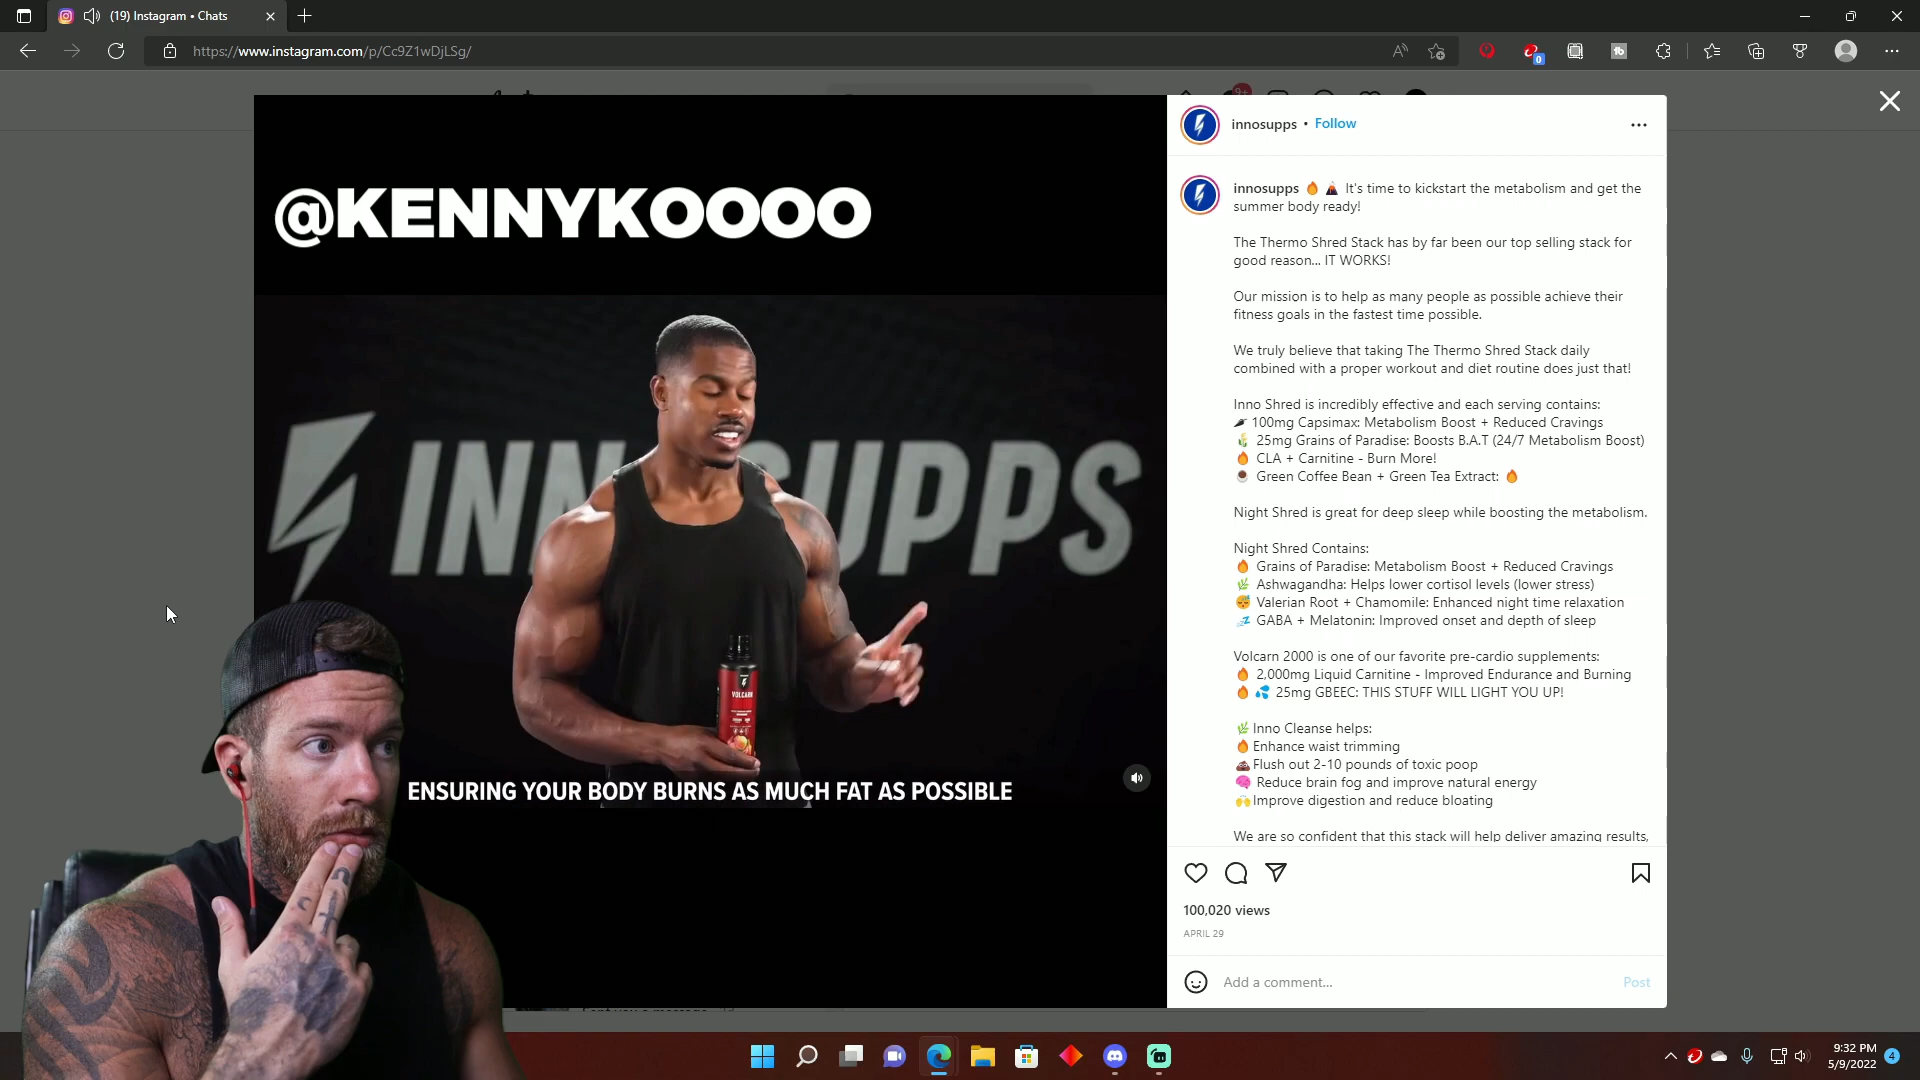 (19) Instagram • Chats
https://www.instagram.com/p/Cc9Z1wDjLSg/
@KENNYKOOOO
INNOSUPPS
VOLCARN
ENSURING YOUR BODY BURNS AS MUCH FAT AS POSSIBLE
innosupps • Follow
innosupps 🔥 🌋 It's time to kickstart the metabolism and get the
summer body ready!
The Thermo Shred Stack has by far been our top selling stack for
good reason... IT WORKS!
Our mission is to help as many people as possible achieve their
fitness goals in the fastest time possible.
We truly believe that taking The Thermo Shred Stack daily
combined with a proper workout and diet routine does just that!
Inno Shred is incredibly effective and each serving contains:
🌶 100mg Capsimax: Metabolism Boost + Reduced Cravings
25mg Grains of Paradise: Boosts B.A.T (24/7 Metabolism Boost)
🔥 CLA + Carnitine - Burn More!
☕ Green Coffee Bean + Green Tea Extract: 🔥
Night Shred is great for deep sleep while boosting the metabolism.
Night Shred Contains:
🔥 Grains of Paradise: Metabolism Boost + Reduced Cravings
🌿 Ashwagandha: Helps lower cortisol levels (lower stress)
😴 Valerian Root + Chamomile: Enhanced night time relaxation
💤 GABA + Melatonin: Improved onset and depth of sleep
Volcarn 2000 is one of our favorite pre-cardio supplements:
🔥 2,000mg Liquid Carnitine - Improved Endurance and Burning
🔥 💦 25mg GBEEC: THIS STUFF WILL LIGHT YOU UP!
🌿 Inno Cleanse helps:
🔥 Enhance waist trimming
💩 Flush out 2-10 pounds of toxic poop
🧠 Reduce brain fog and improve natural energy
🙌 Improve digestion and reduce bloating
We are so confident that this stack will help deliver amazing results,
100,020 views
APRIL 29
Add a comment...
Post
9:32 PM
5/9/2022
4